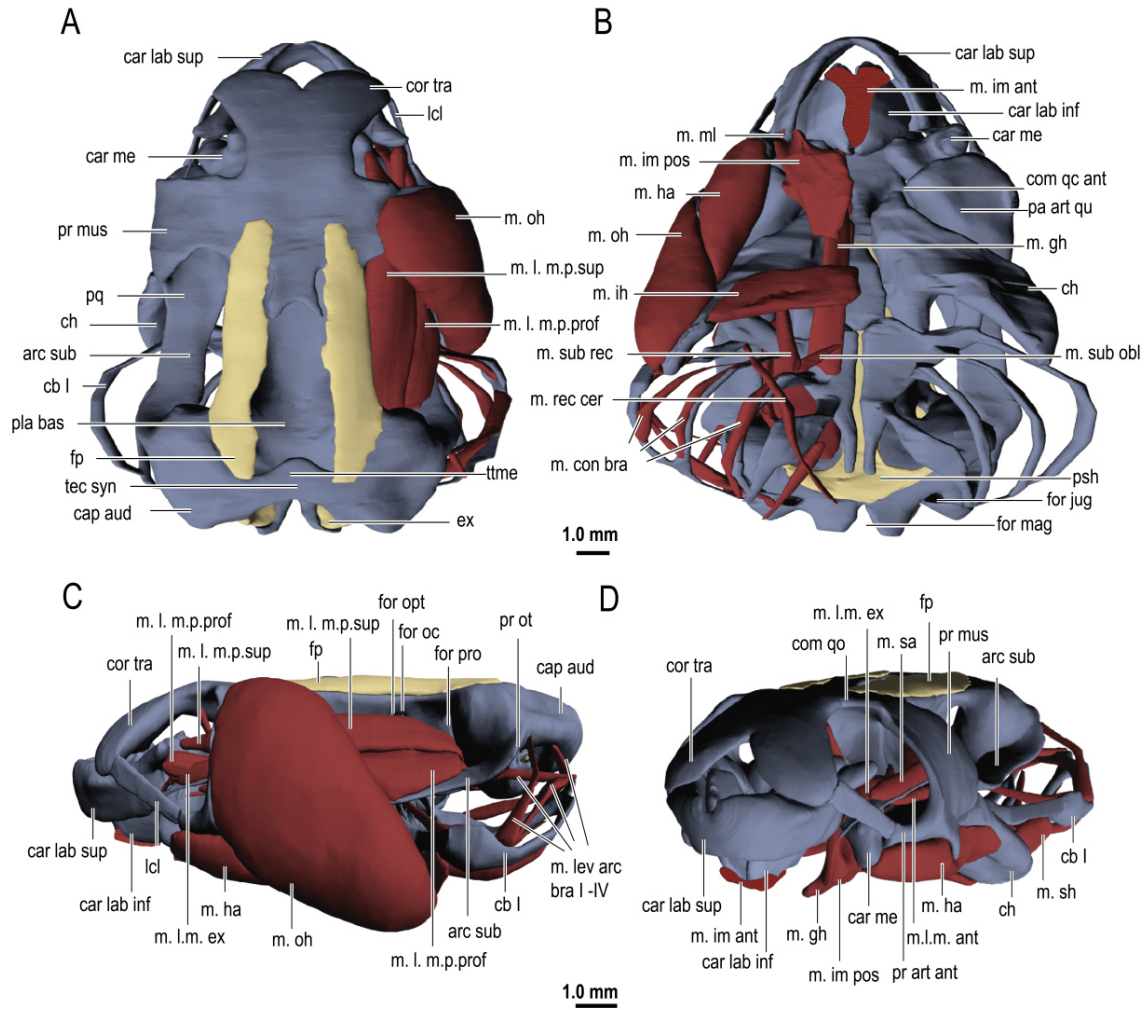 A
car lab sup
cor tra
lcl
car me
pr mus
m. oh
m. l. m.p.sup
pq
ch
m. l. m.p.prof
arc sub
cb I
pla bas
fp
ttme
tec syn
cap aud
ex
B
car lab sup
m. im ant
car lab inf
m. ml
car me
m. im pos
m. ha
com qc ant
pa art qu
m. oh
m. gh
m. ih
ch
m. sub rec
m. sub obl
m. rec cer
m. con bra
psh
for jug
for mag
1.0 mm
C
m. l. m.p.prof
m. l. m.p.sup
cor tra
fp
m. l. m.p.sup
for opt
for oc
for pro
pr ot
cap aud
car lab sup
lcl
car lab inf
m. ha
m. l.m. ex
m. oh
m. l. m.p.prof
arc sub
cb I
m. lev arc
bra I -IV
D
cor tra
com qo
m. l.m. ex
m. sa
fp
pr mus
arc sub
car lab sup
m. im ant
car lab inf
m. gh
m. im pos
car me
pr art ant
m.l.m. ant
m. ha
ch
m. sh
cb I
1.0 mm